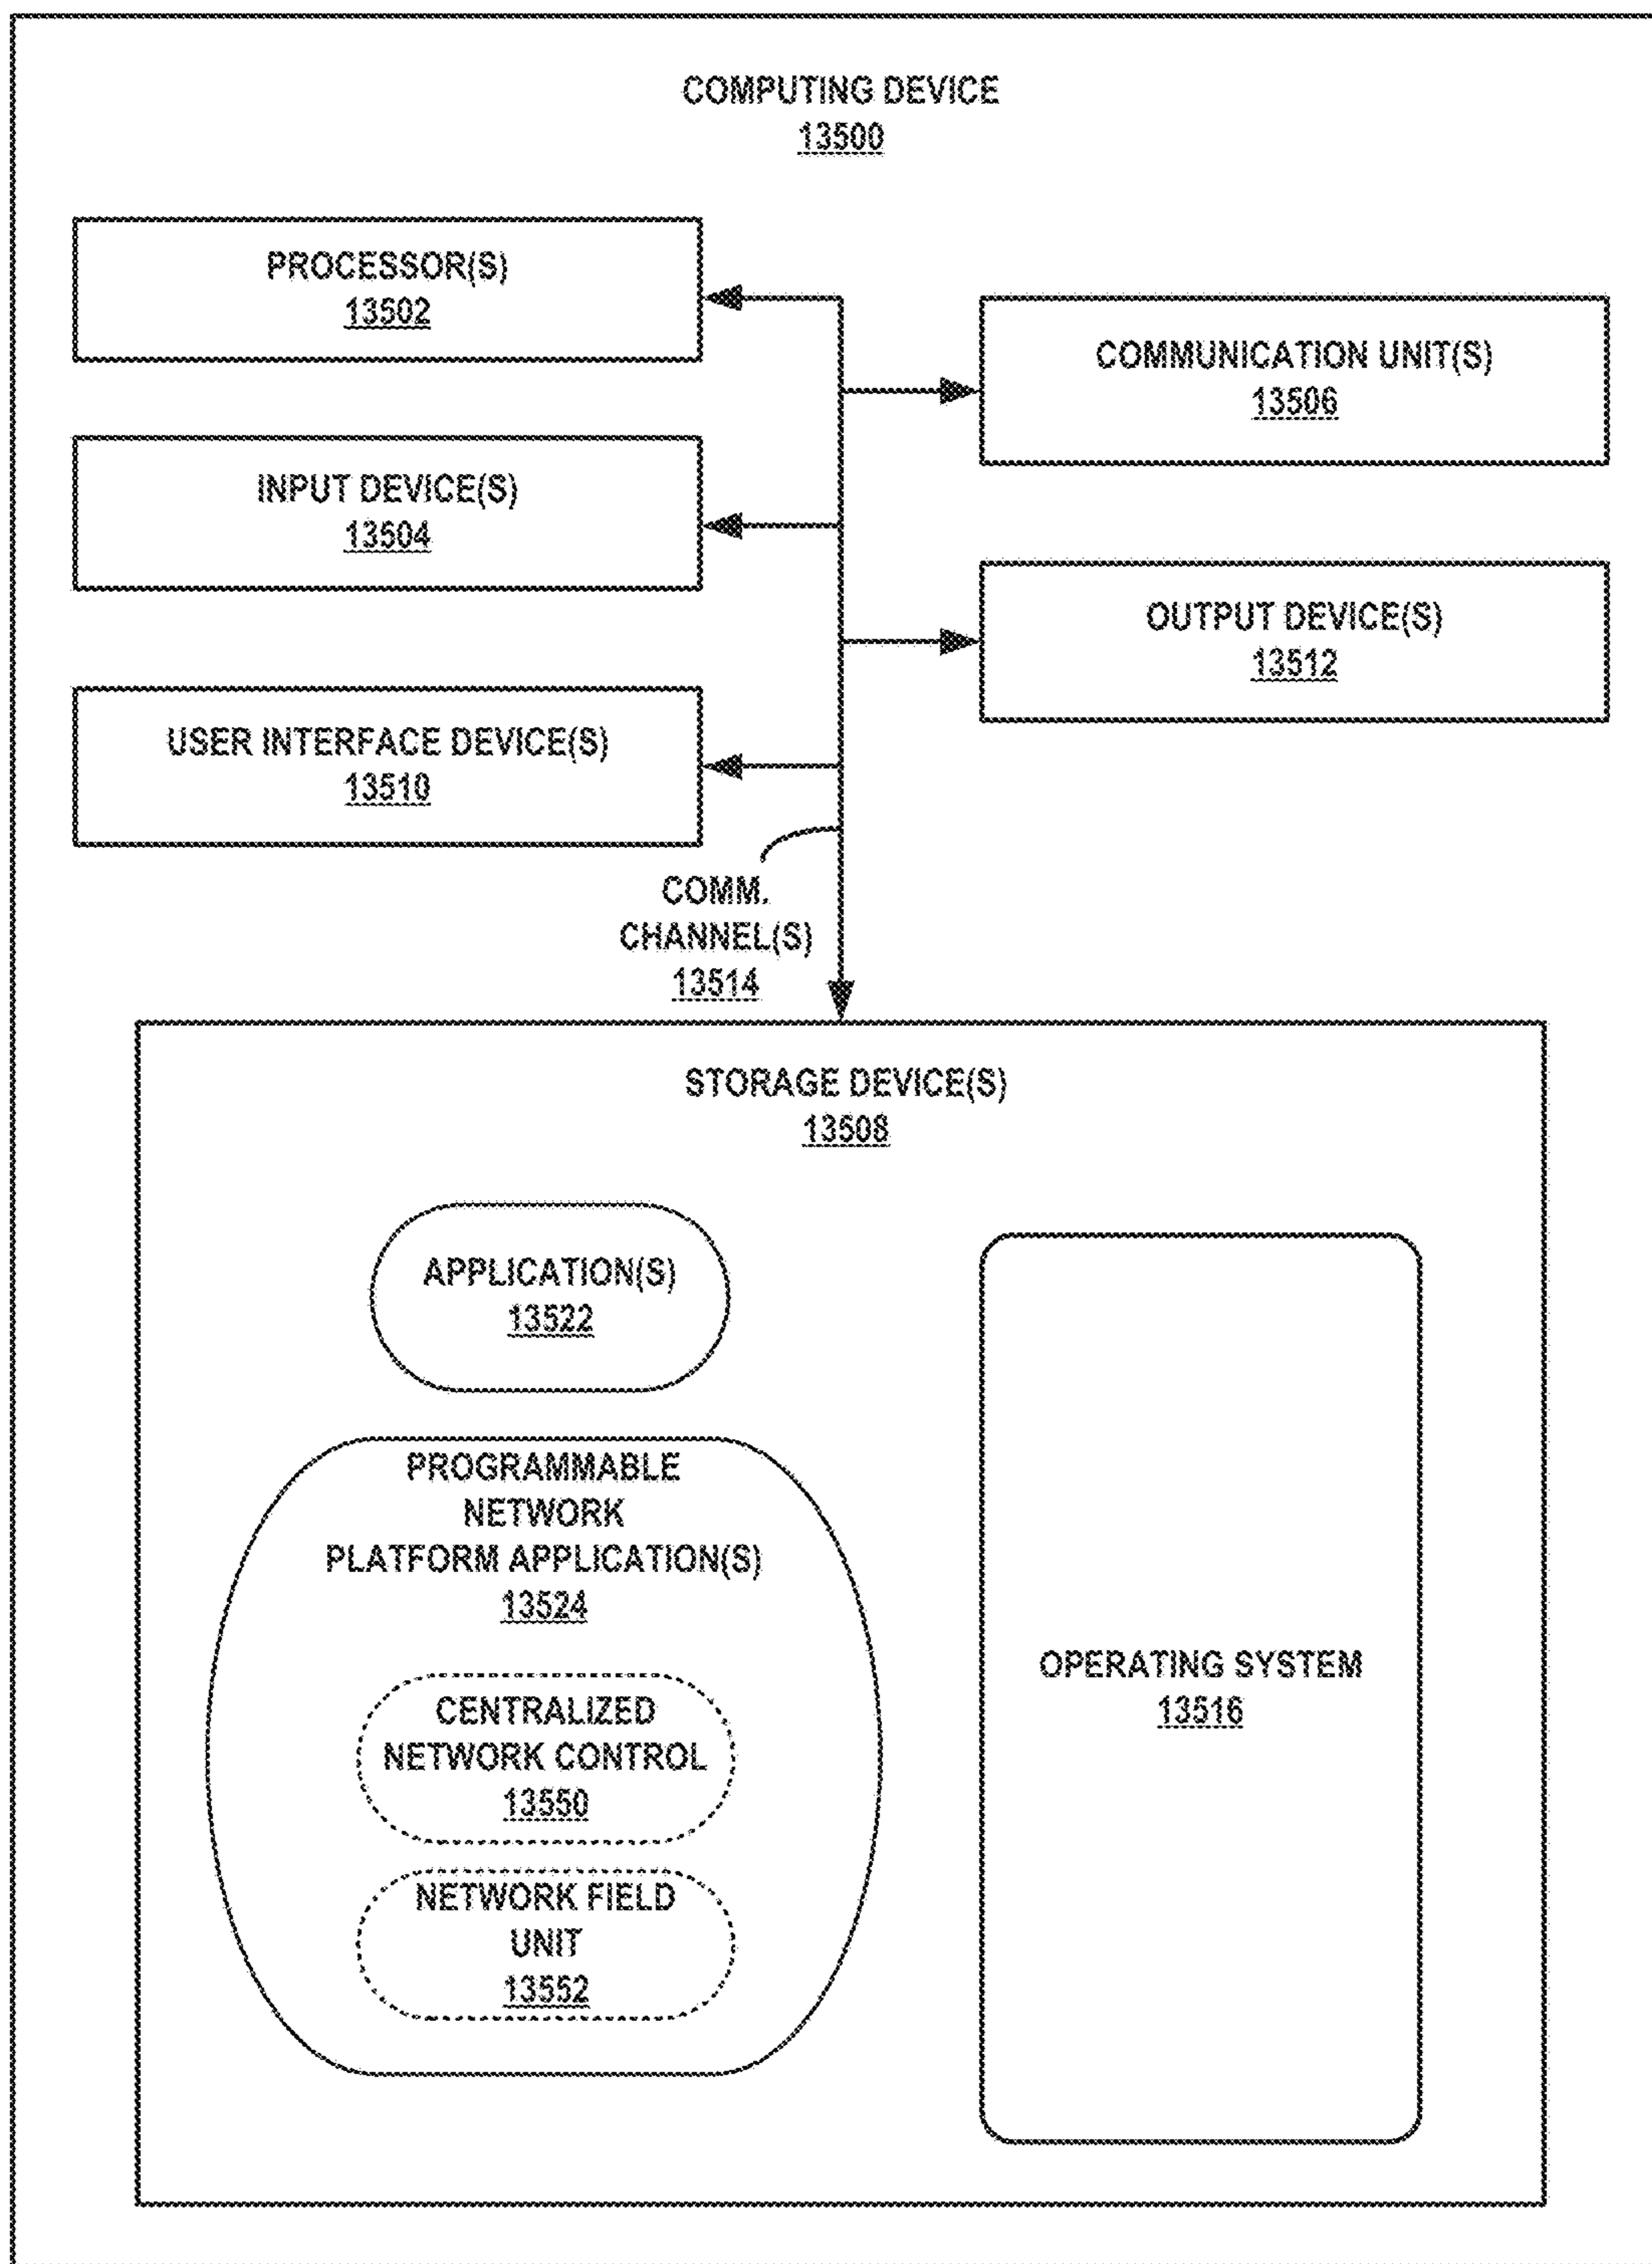 COMPUTING DEVICE
13500
PROCESSOR(S)
13502
COMMUNICATION UNIT(S)
13506
INPUT DEVICE(S)
13504
OUTPUT DEVICE(S)
13512
USER INTERFACE DEVICE(S)
13510
COMM.
CHANNEL(S)
13514
STORAGE DEVICE(S)
13508
APPLICATION(S)
13522
PROGRAMMABLE
NETWORK
PLATFORM APPLICATION(S)
13524
CENTRALIZED
NETWORK CONTROL
13550
NETWORK FIELD
UNIT
13552
OPERATING SYSTEM
13516